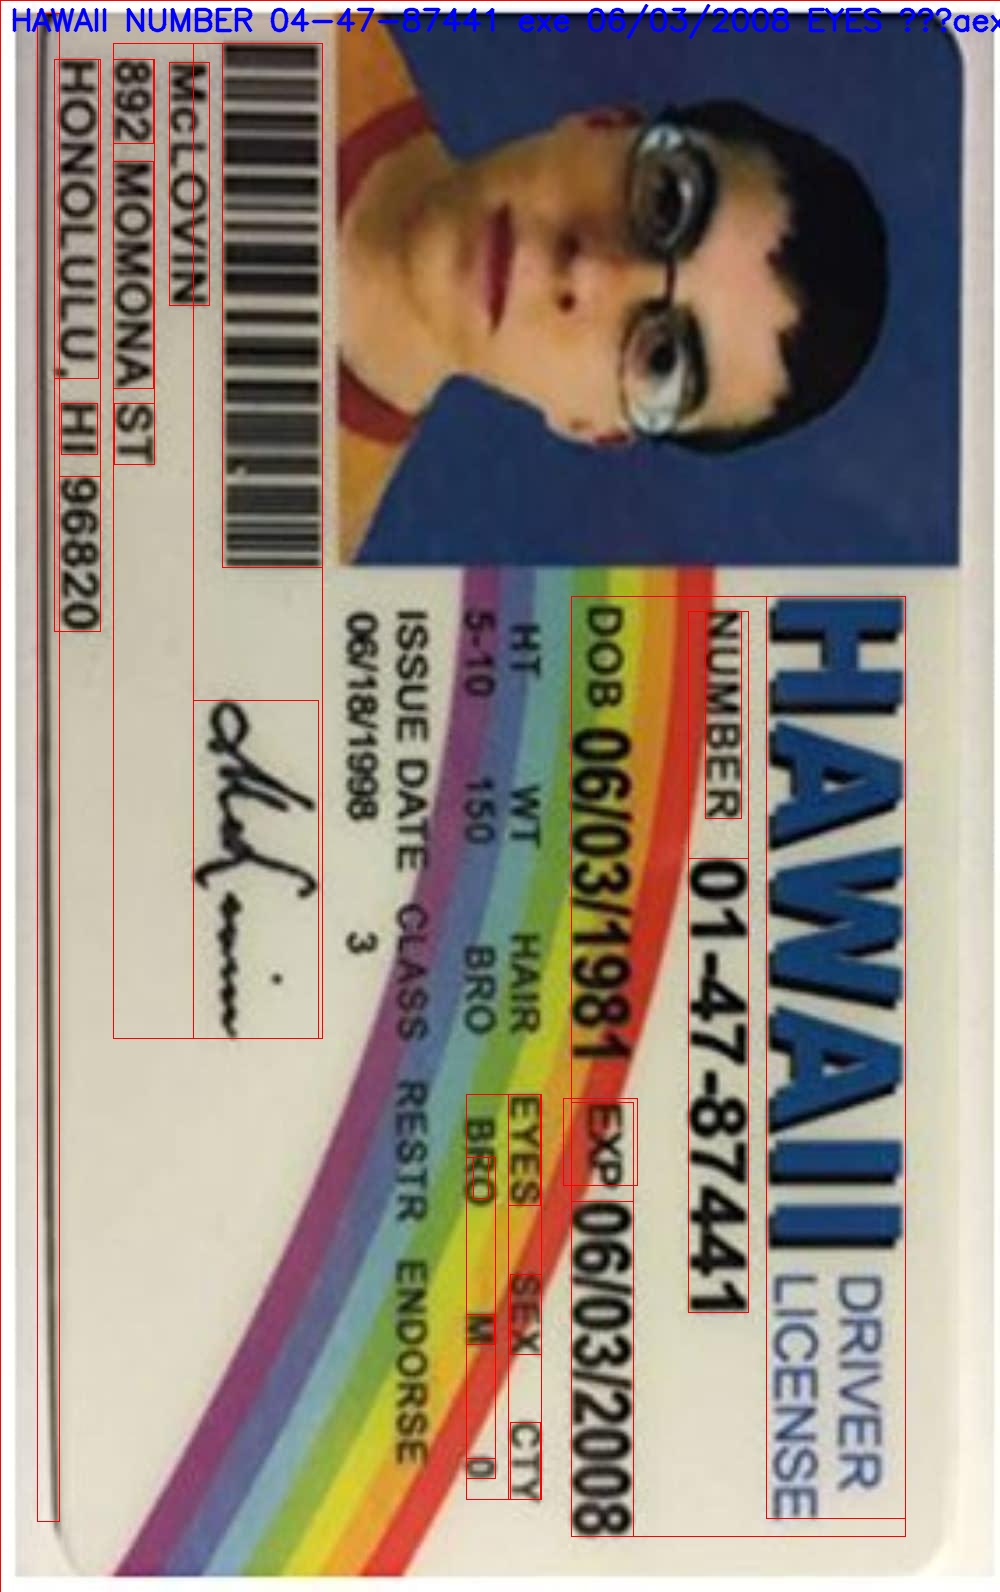 HAWAII NUMBER 04-47-87441 exe 06/03/2008 EYES ???aex
HAWAII DRIVER
LICENSE
NUMBER 01-47-87441
DOB 06/03/1981 EXP 06/03/2008
HT WT HAIR EYES SEX CTY
5-10 150 BRO BRO M 0
ISSUE DATE CLASS RESTR ENDORSE
06/18/1998 3
McLOVIN
892 MOMONA ST
HONOLULU, HI 96820